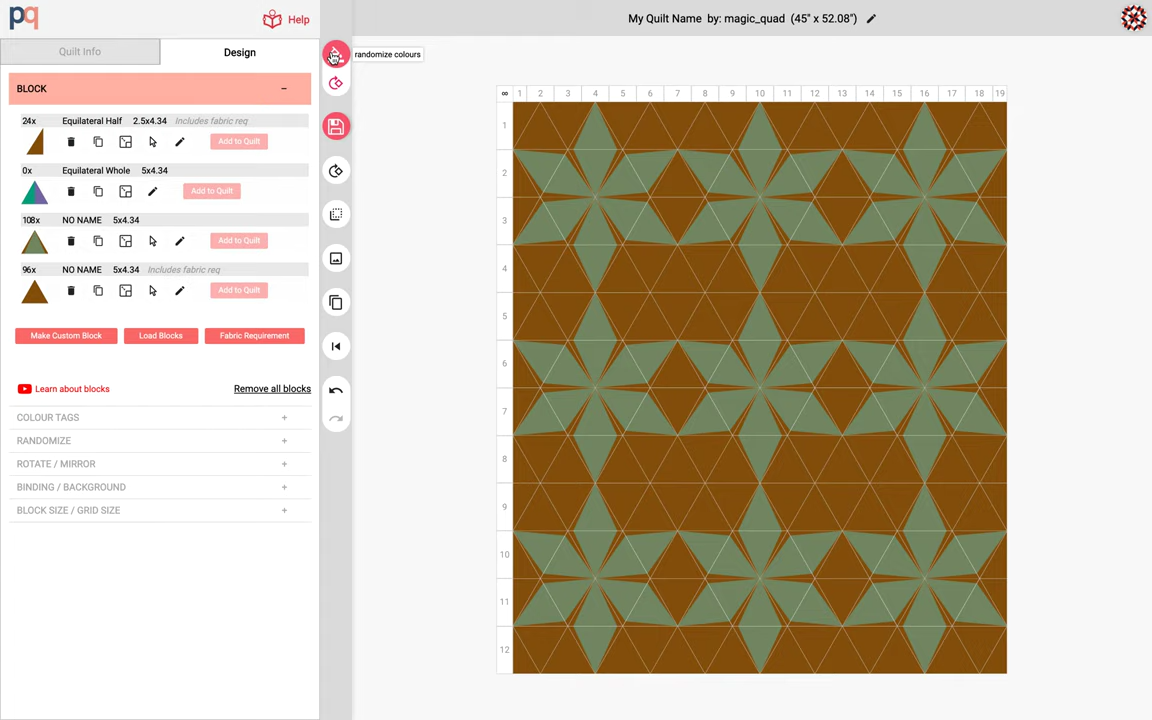 pq
Help
My Quilt Name by: magic_quad (45" x 52.08")
Quilt Info
Design
randomize colours
BLOCK
−
24x Equilateral Half 2.5x4.34 Includes fabric req
Add to Quilt
0x Equilateral Whole 5x4.34
Add to Quilt
108x NO NAME 5x4.34
Add to Quilt
96x NO NAME 5x4.34 Includes fabric req
Add to Quilt
Make Custom Block
Load Blocks
Fabric Requirement
Learn about blocks
Remove all blocks
COLOUR TAGS +
RANDOMIZE +
ROTATE / MIRROR +
BINDING / BACKGROUND +
BLOCK SIZE / GRID SIZE +
∞ 1 2 3 4 5 6 7 8 9 10 11 12 13 14 15 16 17 18 19
1
2
3
4
5
6
7
8
9
10
11
12